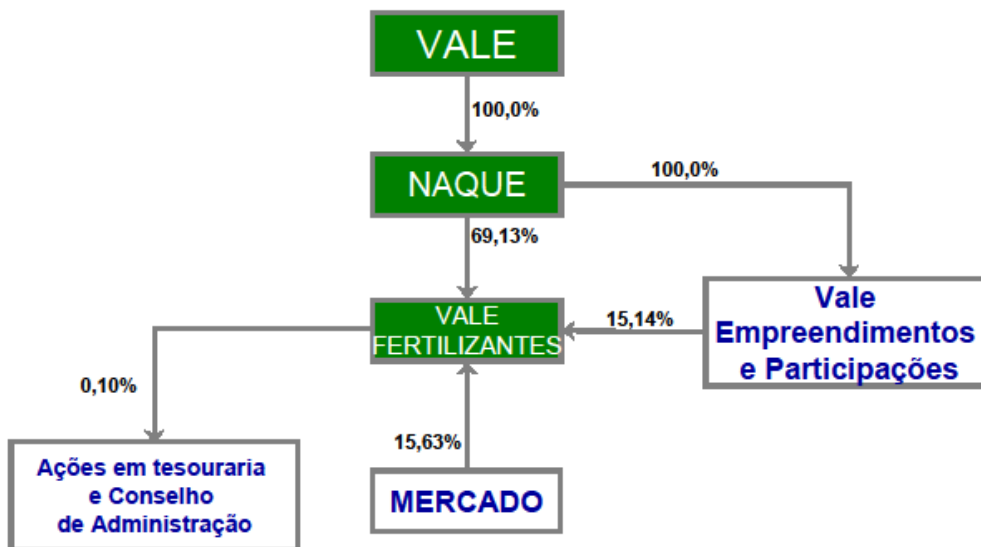 VALE
100,0%
NAQUE
100,0%
69,13%
VALE
FERTILIZANTES
15,14%
Vale
Empreendimentos
e Participações
0,10%
15,63%
Ações em tesouraria
e Conselho
de Administração
MERCADO